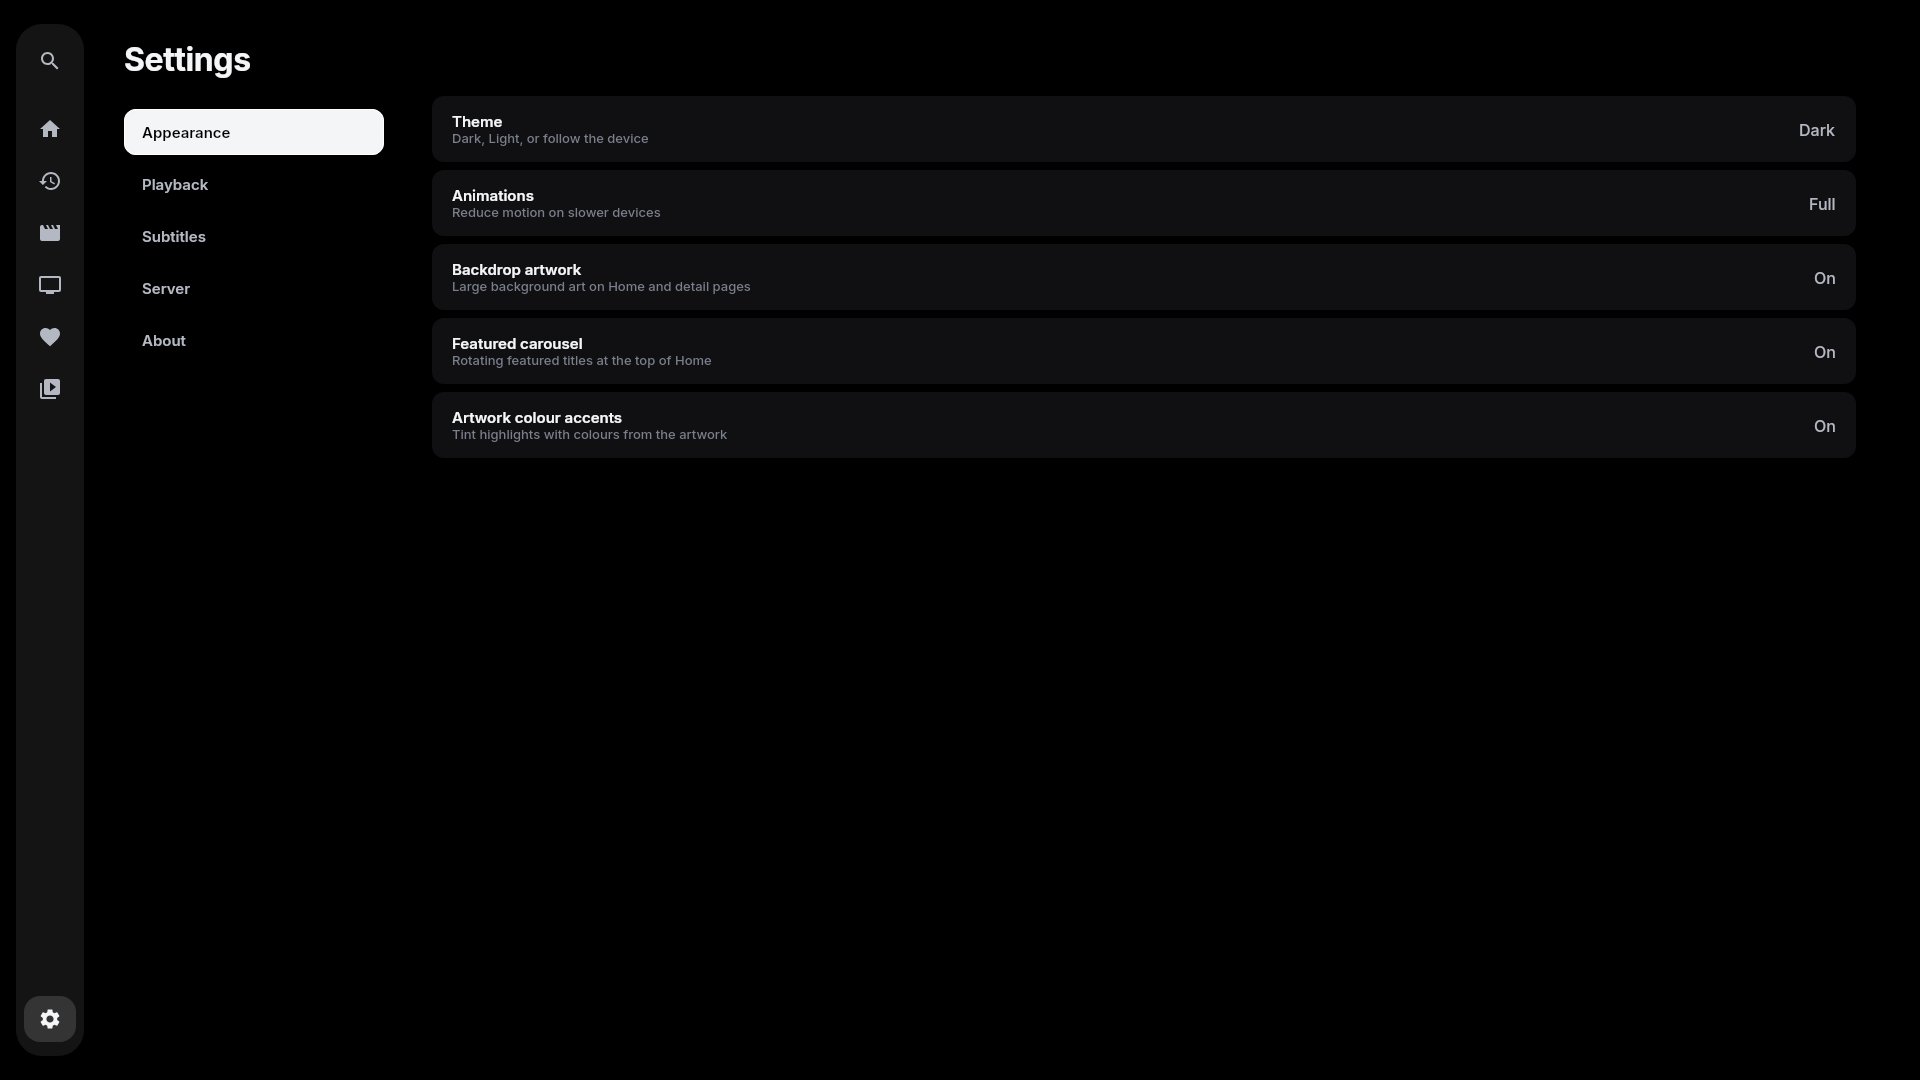 Settings
Appearance
Playback
Subtitles
Server
About
Theme
Dark, Light, or follow the device
Dark
Animations
Reduce motion on slower devices
Full
Backdrop artwork
Large background art on Home and detail pages
On
Featured carousel
Rotating featured titles at the top of Home
On
Artwork colour accents
Tint highlights with colours from the artwork
On